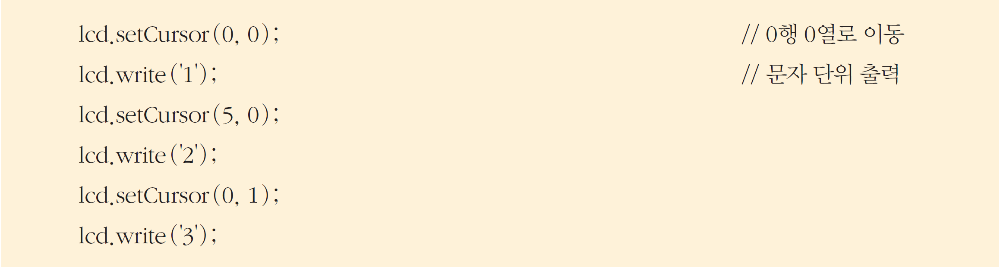 lcd.setCursor(0, 0); // 0행 0열로 이동
lcd.write('1'); // 문자 단위 출력
lcd.setCursor(5, 0);
lcd.write('2');
lcd.setCursor(0, 1);
lcd.write('3');